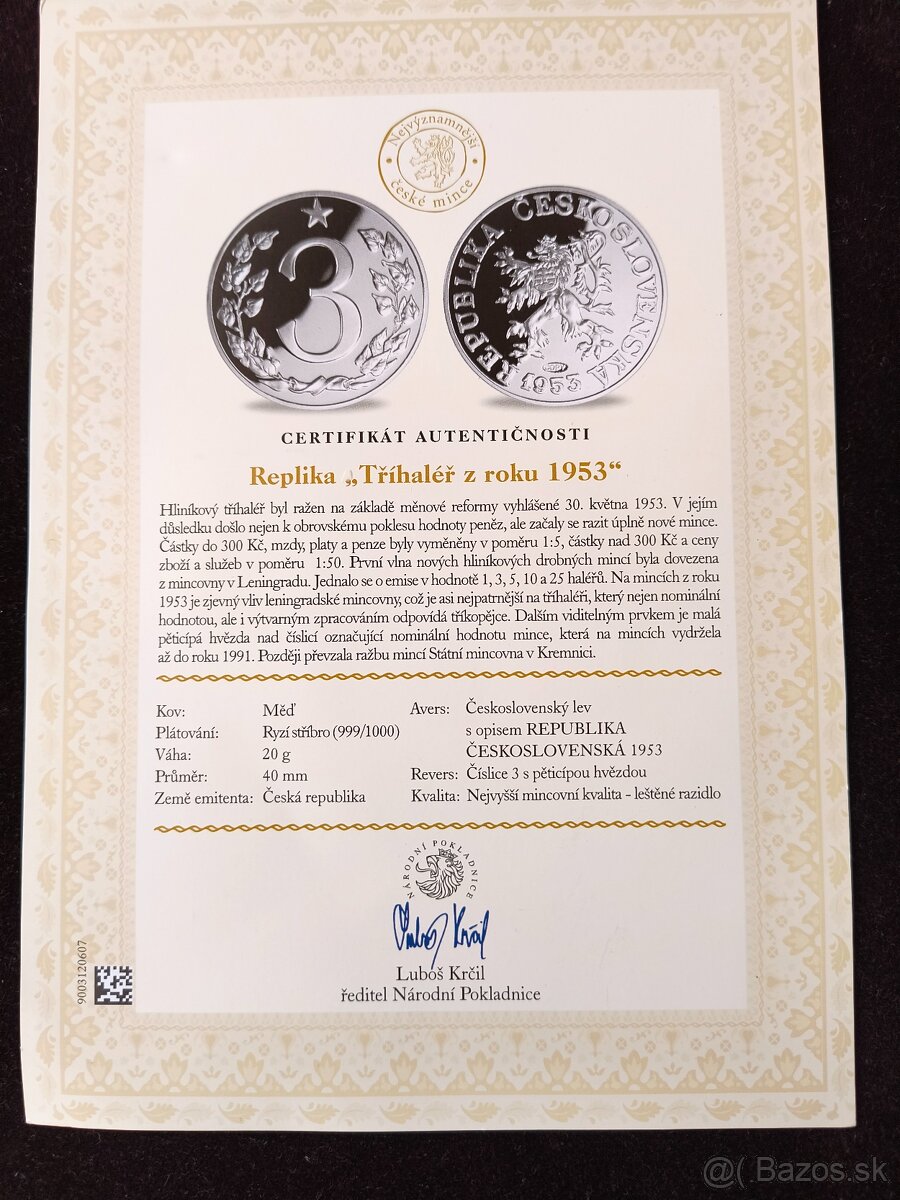 Nejvýznamnější
české mince
3
REPUBLIKA ČESKOSLOVENSKÁ
1953
CERTIFIKÁT AUTENTIČNOSTI
Replika „Tříhaléř z roku 1953“
Hliníkový tříhaléř byl ražen na základě měnové reformy vyhlášené 30. května 1953. V jejím
důsledku došlo nejen k obrovskému poklesu hodnoty peněz, ale začaly se razit úplně nové mince.
Částky do 300 Kč, mzdy, platy a penze byly vyměněny v poměru 1:5, částky nad 300 Kč a ceny
zboží a služeb v poměru 1:50. První vlna nových hliníkových drobných mincí byla dovezena
z mincovny v Leningradu. Jednalo se o emise v hodnotě 1, 3, 5, 10 a 25 haléřů. Na mincích z roku
1953 je zjevný vliv leningradské mincovny, což je asi nejpatrnější na tříhaléři, který nejen nominální
hodnotou, ale i výtvarným zpracováním odpovídá tříkopějce. Dalším viditelným prvkem je malá
pěticípá hvězda nad číslicí označující nominální hodnotu mince, která na mincích vydržela
až do roku 1991. Později převzala ražbu mincí Státní mincovna v Kremnici.
Kov: Měď
Plátování: Ryzí stříbro (999/1000)
Váha: 20 g
Průměr: 40 mm
Země emitenta: Česká republika
Avers: Československý lev
s opisem REPUBLIKA
ČESKOSLOVENSKÁ 1953
Revers: Číslice 3 s pěticípou hvězdou
Kvalita: Nejvyšší mincovní kvalita - leštěné razidlo
NÁRODNÍ POKLADNICE
Luboš Krčil
ředitel Národní Pokladnice
9003120607
@( Bazos.sk